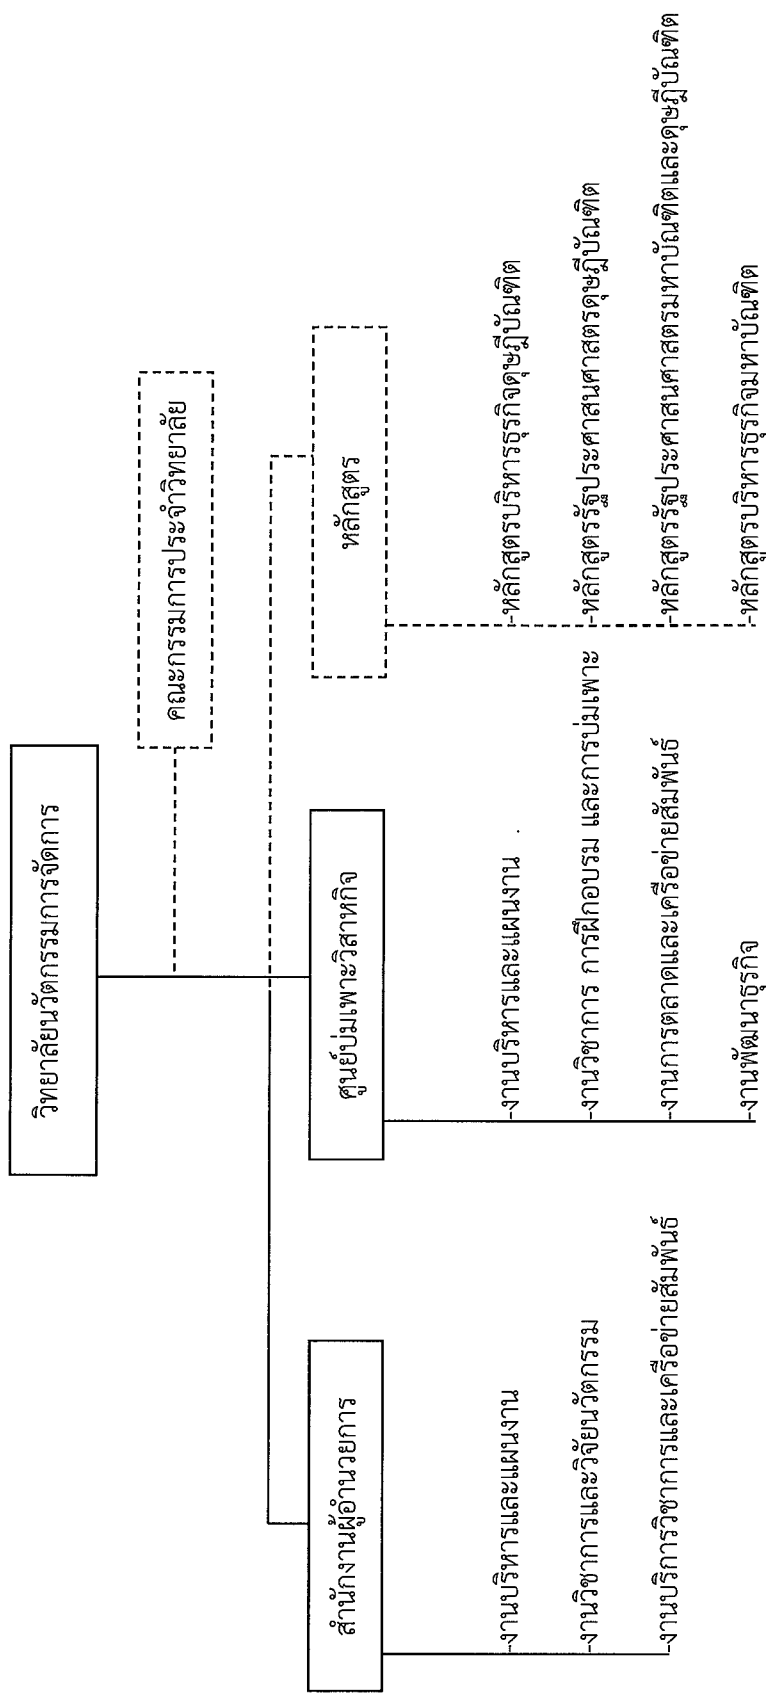 วิทยาลัยนวัตกรรมการจัดการ
คณะกรรมการประจำวิทยาลัย
สำนักงานผู้อำนวยการ
-งานบริหารและแผนงาน
-งานวิชาการและวิจัยนวัตกรรม
-งานบริการวิชาการและเครือข่ายสัมพันธ์
ศูนย์บ่มเพาะวิสาหกิจ
-งานบริหารและแผนงาน
-งานวิชาการ การฝึกอบรม และการบ่มเพาะ
-งานการตลาดและเครือข่ายสัมพันธ์
-งานพัฒนาธุรกิจ
หลักสูตร
-หลักสูตรบริหารธุรกิจดุษฎีบัณฑิต
-หลักสูตรรัฐประศาสนศาสตรดุษฎีบัณฑิต
-หลักสูตรรัฐประศาสนศาสตรมหาบัณฑิตและดุษฎีบัณฑิต
-หลักสูตรบริหารธุรกิจมหาบัณฑิต